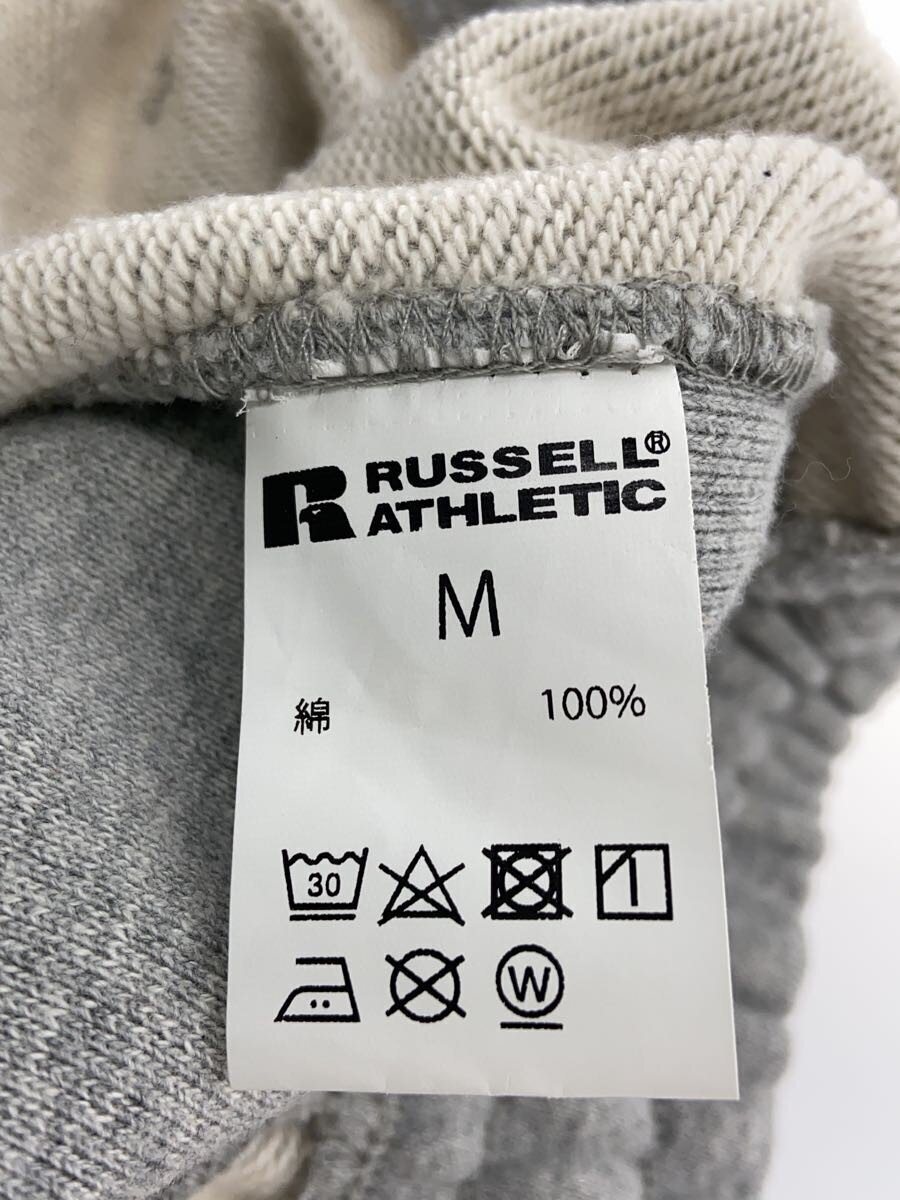 RUSSELL®
ATHLETIC
M
綿 100%
30
W